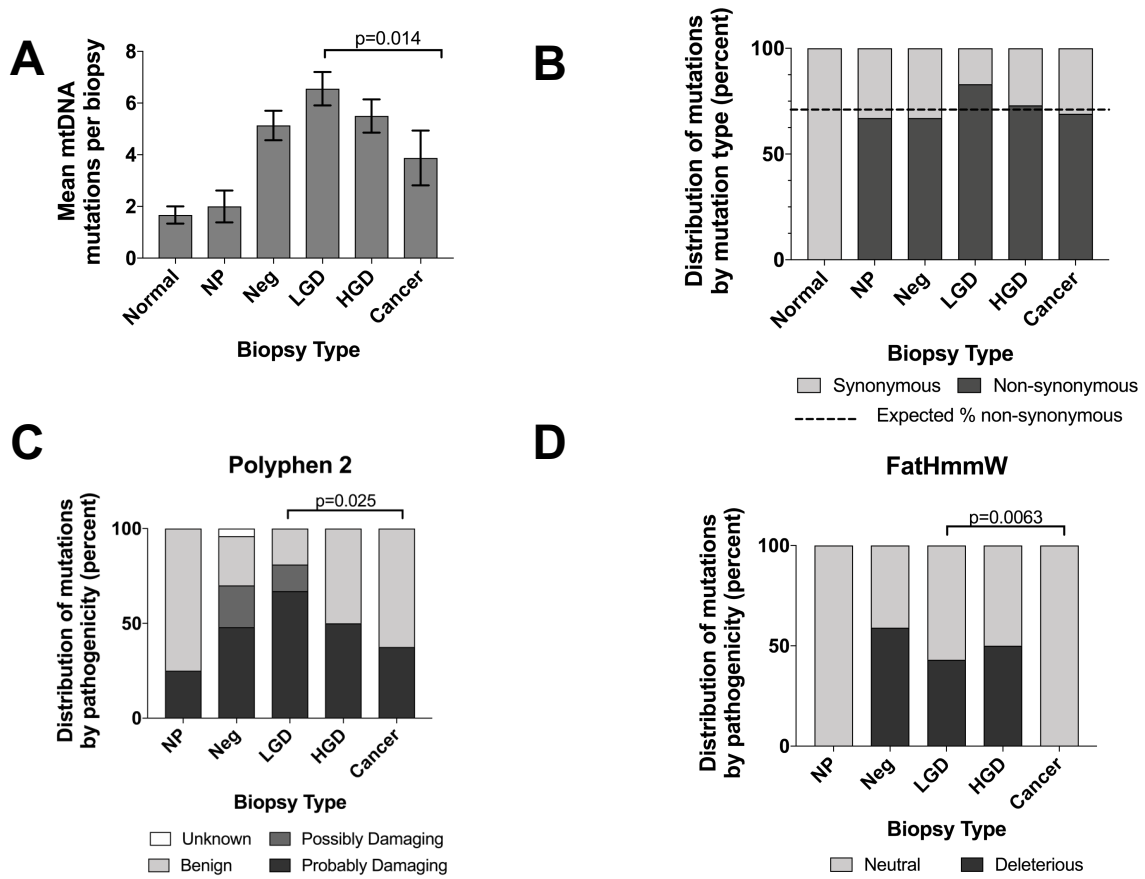 A
Mean mtDNA
mutations per biopsy
8
6
4
2
0
p=0.014
Normal
NP
Neg
LGD
HGD
Cancer
Biopsy Type
B
Distribution of mutations
by mutation type (percent)
100
50
0
Normal
NP
Neg
LGD
HGD
Cancer
Biopsy Type
Synonymous
Non-synonymous
Expected % non-synonymous
C
Polyphen 2
Distribution of mutations
by pathogenicity (percent)
100
50
0
p=0.025
NP
Neg
LGD
HGD
Cancer
Biopsy Type
Unknown
Possibly Damaging
Benign
Probably Damaging
D
FatHmmW
Distribution of mutations
by pathogenicity (percent)
100
50
0
p=0.0063
NP
Neg
LGD
HGD
Cancer
Biopsy Type
Neutral
Deleterious